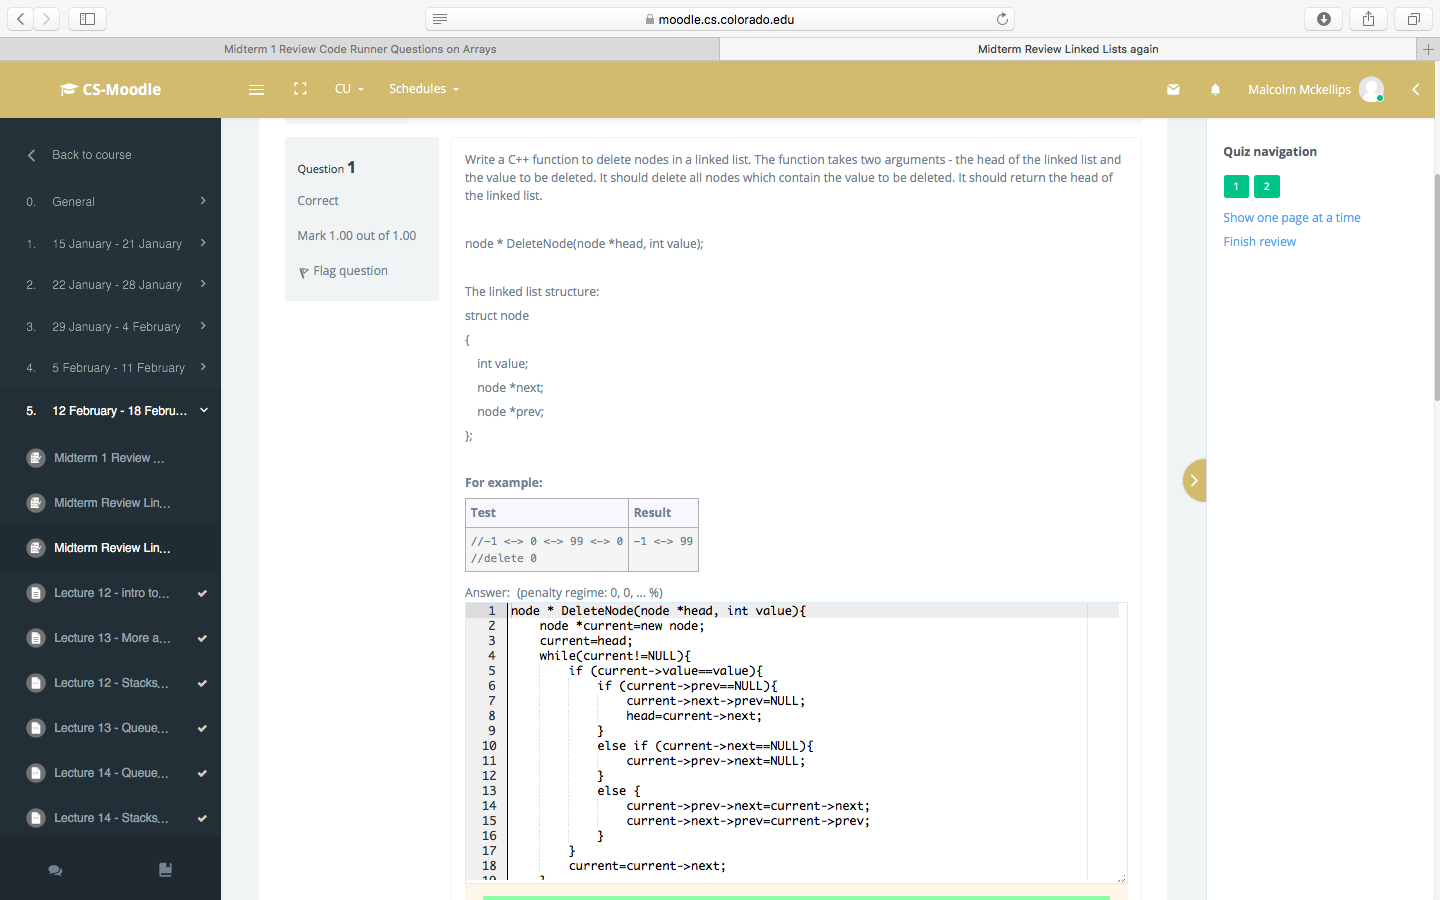 moodle.cs.colorado.edu
Midterm 1 Review Code Runner Questions on Arrays
Midterm Review Linked Lists again
CS-Moodle
CU
Schedules
Malcolm Mckellips
Back to course
0. General
1. 15 January - 21 January
2. 22 January - 28 January
3. 29 January - 4 February
4. 5 February - 11 February
5. 12 February - 18 Febru...
Midterm 1 Review ...
Midterm Review Lin...
Midterm Review Lin...
Lecture 12 - intro to...
Lecture 13 - More a...
Lecture 12 - Stacks...
Lecture 13 - Queue...
Lecture 14 - Queue...
Lecture 14 - Stacks...
Question 1
Correct
Mark 1.00 out of 1.00
Flag question
Write a C++ function to delete nodes in a linked list. The function takes two arguments - the head of the linked list and
the value to be deleted. It should delete all nodes which contain the value to be deleted. It should return the head of
the linked list.
node * DeleteNode(node *head, int value);
The linked list structure:
struct node
{
int value;
node *next;
node *prev;
};
For example:
Test Result
//-1 <-> 0 <-> 99 <-> 0 -1 <-> 99
//delete 0
Answer: (penalty regime: 0, 0, ... %)
1 node * DeleteNode(node *head, int value){
2 node *current=new node;
3 current=head;
4 while(current!=NULL){
5 if (current->value==value){
6 if (current->prev==NULL){
7 current->next->prev=NULL;
8 head=current->next;
9 }
10 else if (current->next==NULL){
11 current->prev->next=NULL;
12 }
13 else {
14 current->prev->next=current->next;
15 current->next->prev=current->prev;
16 }
17 }
18 current=current->next;
19 }
Quiz navigation
1 2
Show one page at a time
Finish review